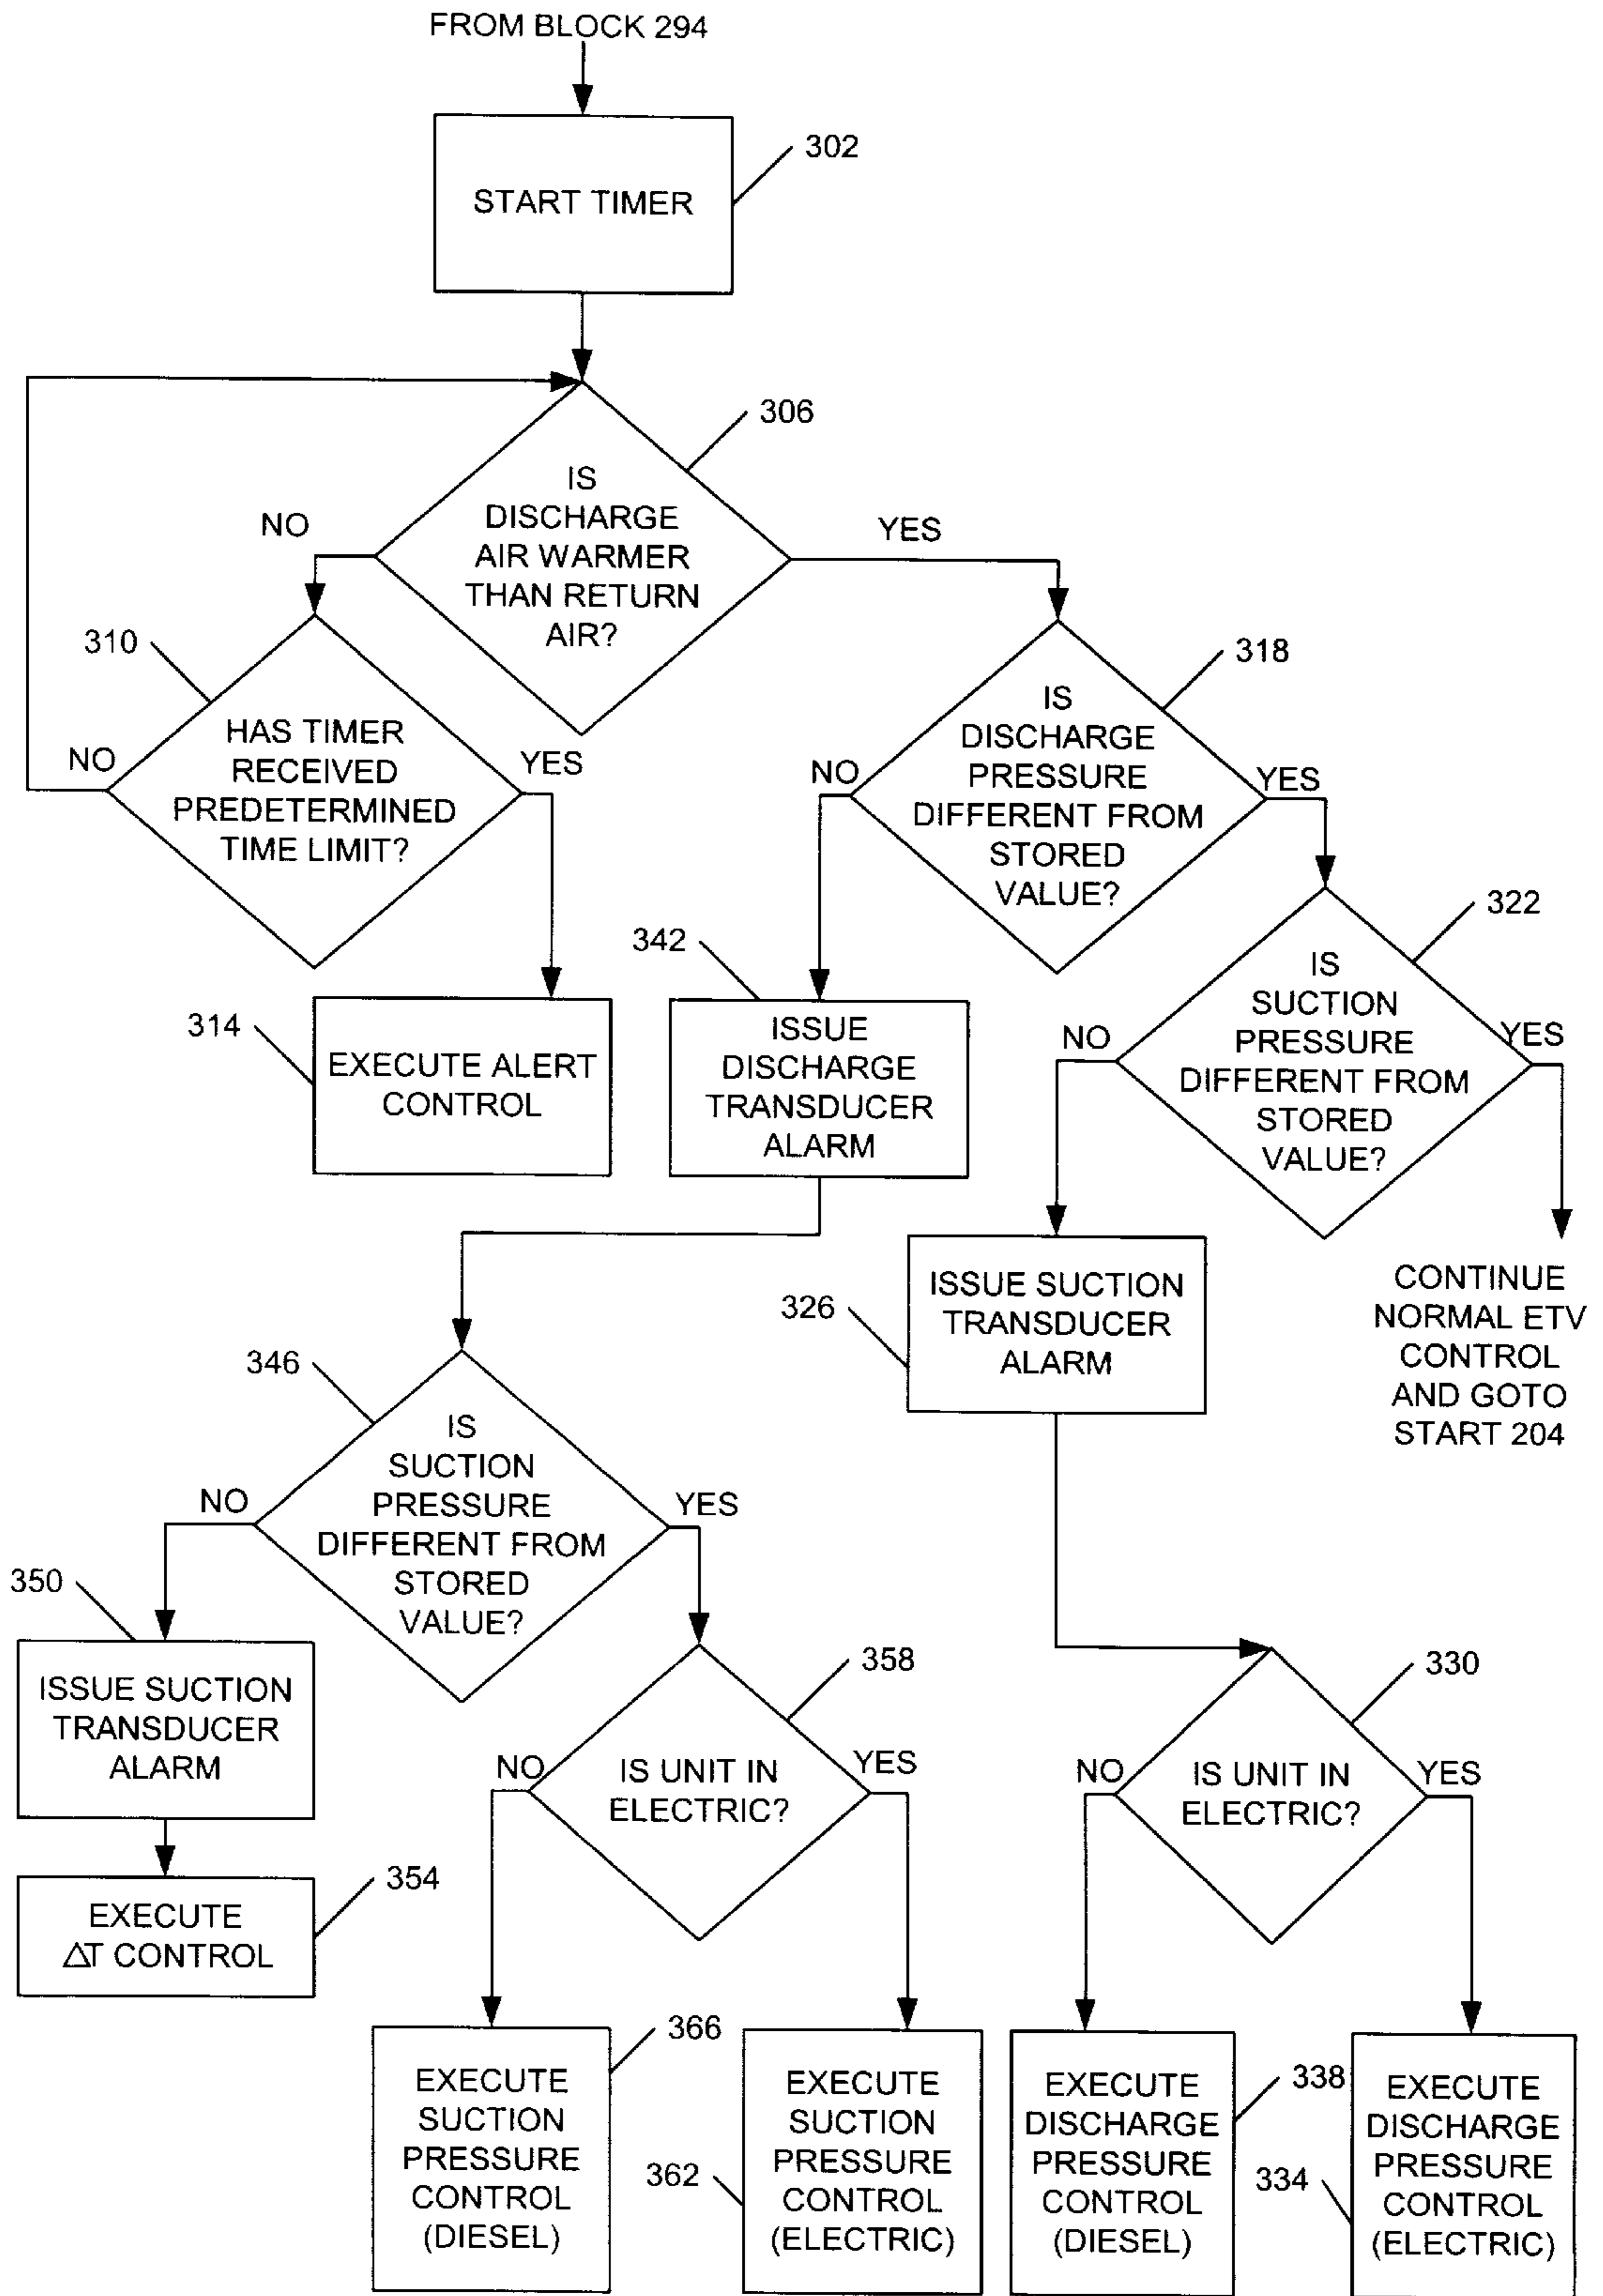 FROM BLOCK 294
302
START TIMER
306
IS
DISCHARGE
AIR WARMER
THAN RETURN
AIR?
NO
YES
310
HAS TIMER
RECEIVED
PREDETERMINED
TIME LIMIT?
NO
YES
318
IS
DISCHARGE
PRESSURE
DIFFERENT FROM
STORED
VALUE?
NO
YES
314
EXECUTE ALERT
CONTROL
342
ISSUE
DISCHARGE
TRANSDUCER
ALARM
322
IS
SUCTION
PRESSURE
DIFFERENT FROM
STORED
VALUE?
NO
YES
326
ISSUE SUCTION
TRANSDUCER
ALARM
CONTINUE
NORMAL ETV
CONTROL
AND GOTO
START 204
346
IS
SUCTION
PRESSURE
DIFFERENT FROM
STORED
VALUE?
NO
YES
350
ISSUE SUCTION
TRANSDUCER
ALARM
354
EXECUTE
ΔT CONTROL
358
IS UNIT IN
ELECTRIC?
NO
YES
330
IS UNIT IN
ELECTRIC?
NO
YES
366
EXECUTE
SUCTION
PRESSURE
CONTROL
(DIESEL)
362
EXECUTE
SUCTION
PRESSURE
CONTROL
(ELECTRIC)
338
EXECUTE
DISCHARGE
PRESSURE
CONTROL
(DIESEL)
334
EXECUTE
DISCHARGE
PRESSURE
CONTROL
(ELECTRIC)